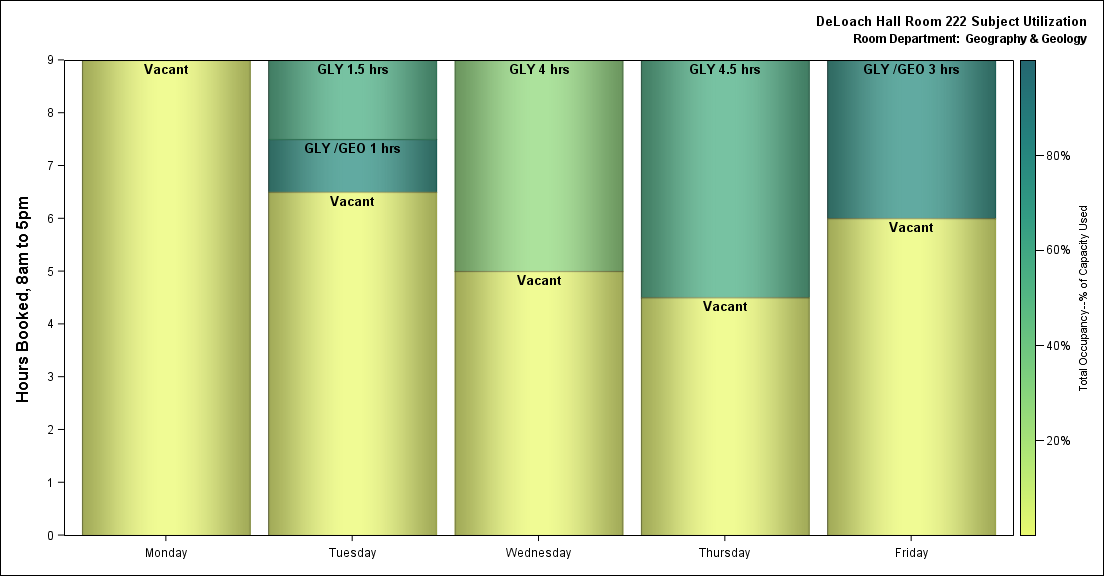 DeLoach Hall Room 222 Subject Utilization
Room Department:  Geography & Geology
Hours Booked, 8am to 5pm
9
8
7
6
5
4
3
2
1
0
Vacant
GLY 1.5 hrs
GLY /GEO 1 hrs
Vacant
GLY 4 hrs
Vacant
GLY 4.5 hrs
Vacant
GLY /GEO 3 hrs
Vacant
Monday
Tuesday
Wednesday
Thursday
Friday
80%
60%
40%
20%
Total Occupancy--% of Capacity Used